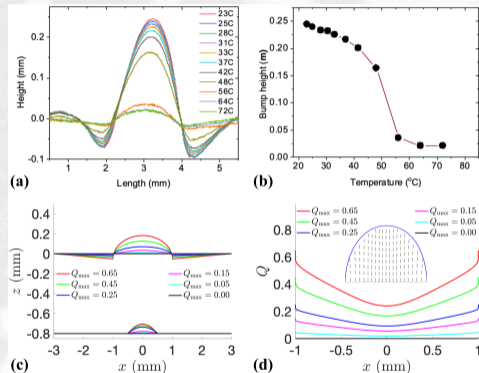 0.2
0.1
0.0
-0.1
Height (mm)
1
2
3
4
5
Length (mm)
23C
25C
28C
31C
33C
37C
42C
48C
56C
64C
72C
(a)
0.30
0.25
0.20
0.15
0.10
0.05
0.00
Bump height (m)
20
30
40
50
60
70
80
Temperature (°C)
(b)
0.4
0.2
0
-0.2
-0.4
-0.6
-0.8
z (mm)
Qmax = 0.65
Qmax = 0.45
Qmax = 0.25
Qmax = 0.15
Qmax = 0.05
Qmax = 0.00
-3
-2
-1
0
1
2
3
x (mm)
(c)
Qmax = 0.65
Qmax = 0.45
Qmax = 0.25
Qmax = 0.15
Qmax = 0.05
Qmax = 0.00
0.8
0.6
0.4
0.2
0
Q
-1
-0.5
0
0.5
1
x (mm)
(d)